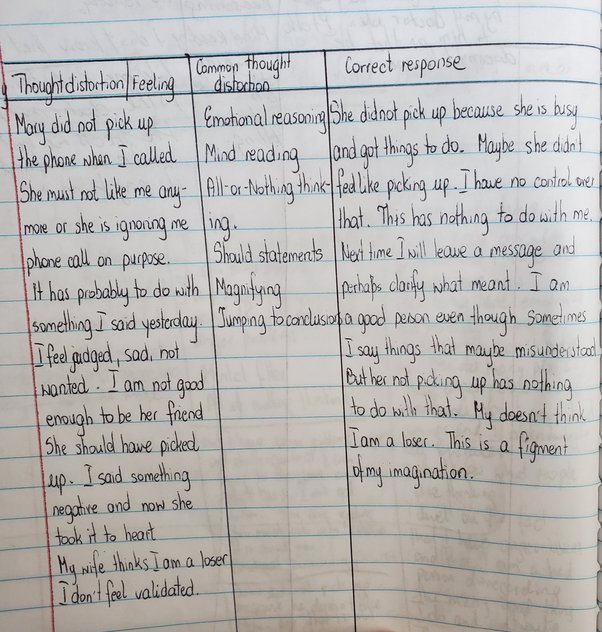 Thought distortion
Feeling
Common thought
distortion
Correct response
Mary did not pick up
the phone when I called
She must not like me any-
more or she is ignoring me
phone call on purpose.
It has probably to do with
something I said yesterday.
I feel judged, sad, not
wanted. I am not good
enough to be her friend
She should have picked
up. I said something
negative and now she
took it to heart
My wife thinks I am a loser
I don't feel validated.
Emotional reasoning
Mind reading
All-or-Nothing think-
ing.
Should statements
Magnifying
Jumping to conclusions
She didnot pick up because she is busy
and got things to do. Maybe she didn't
feel like picking up. I have no control over
that. This has nothing to do with me.
Next time I will leave a message and
perhaps clarify what meant. I am
a good person even though sometimes
I say things that maybe misunderstood
But her not picking up has nothing
to do with that. My doesn't think
I am a loser. This is a figment
of my imagination.